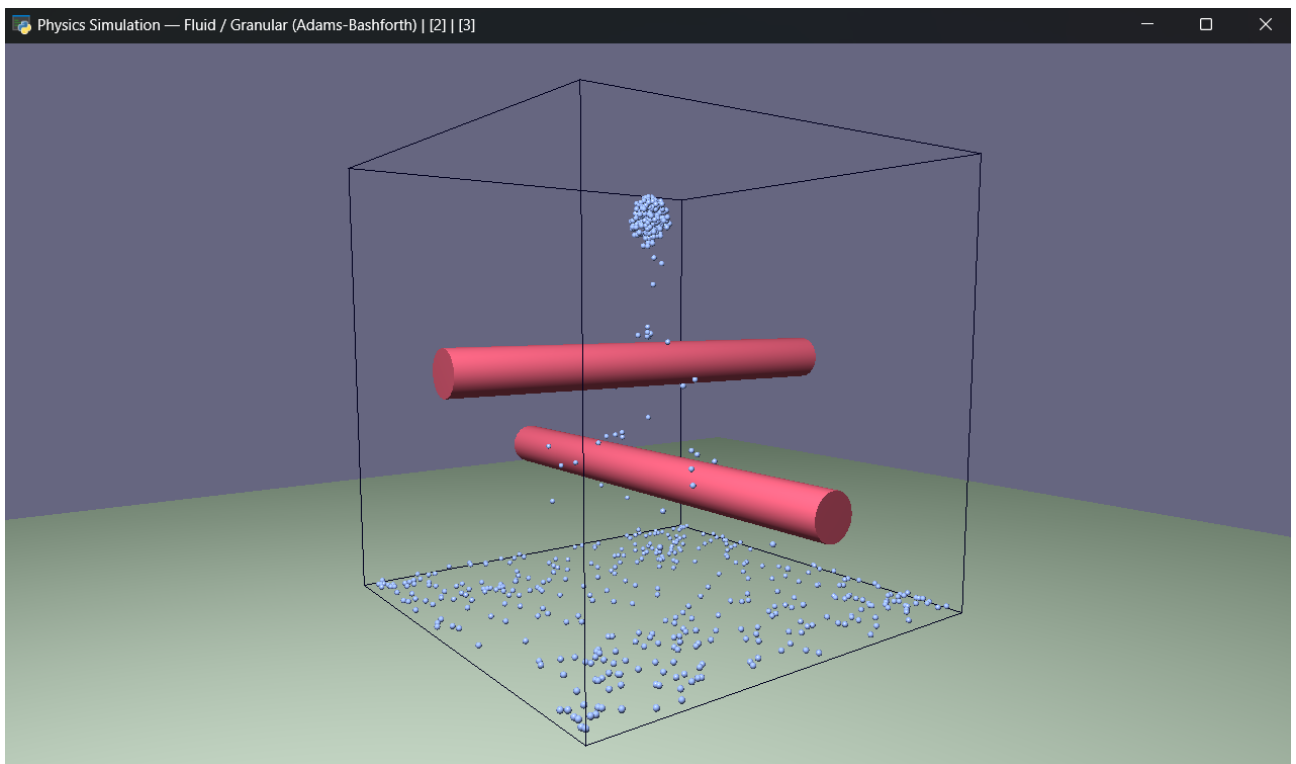 Physics Simulation — Fluid / Granular (Adams-Bashforth) | [2] | [3]